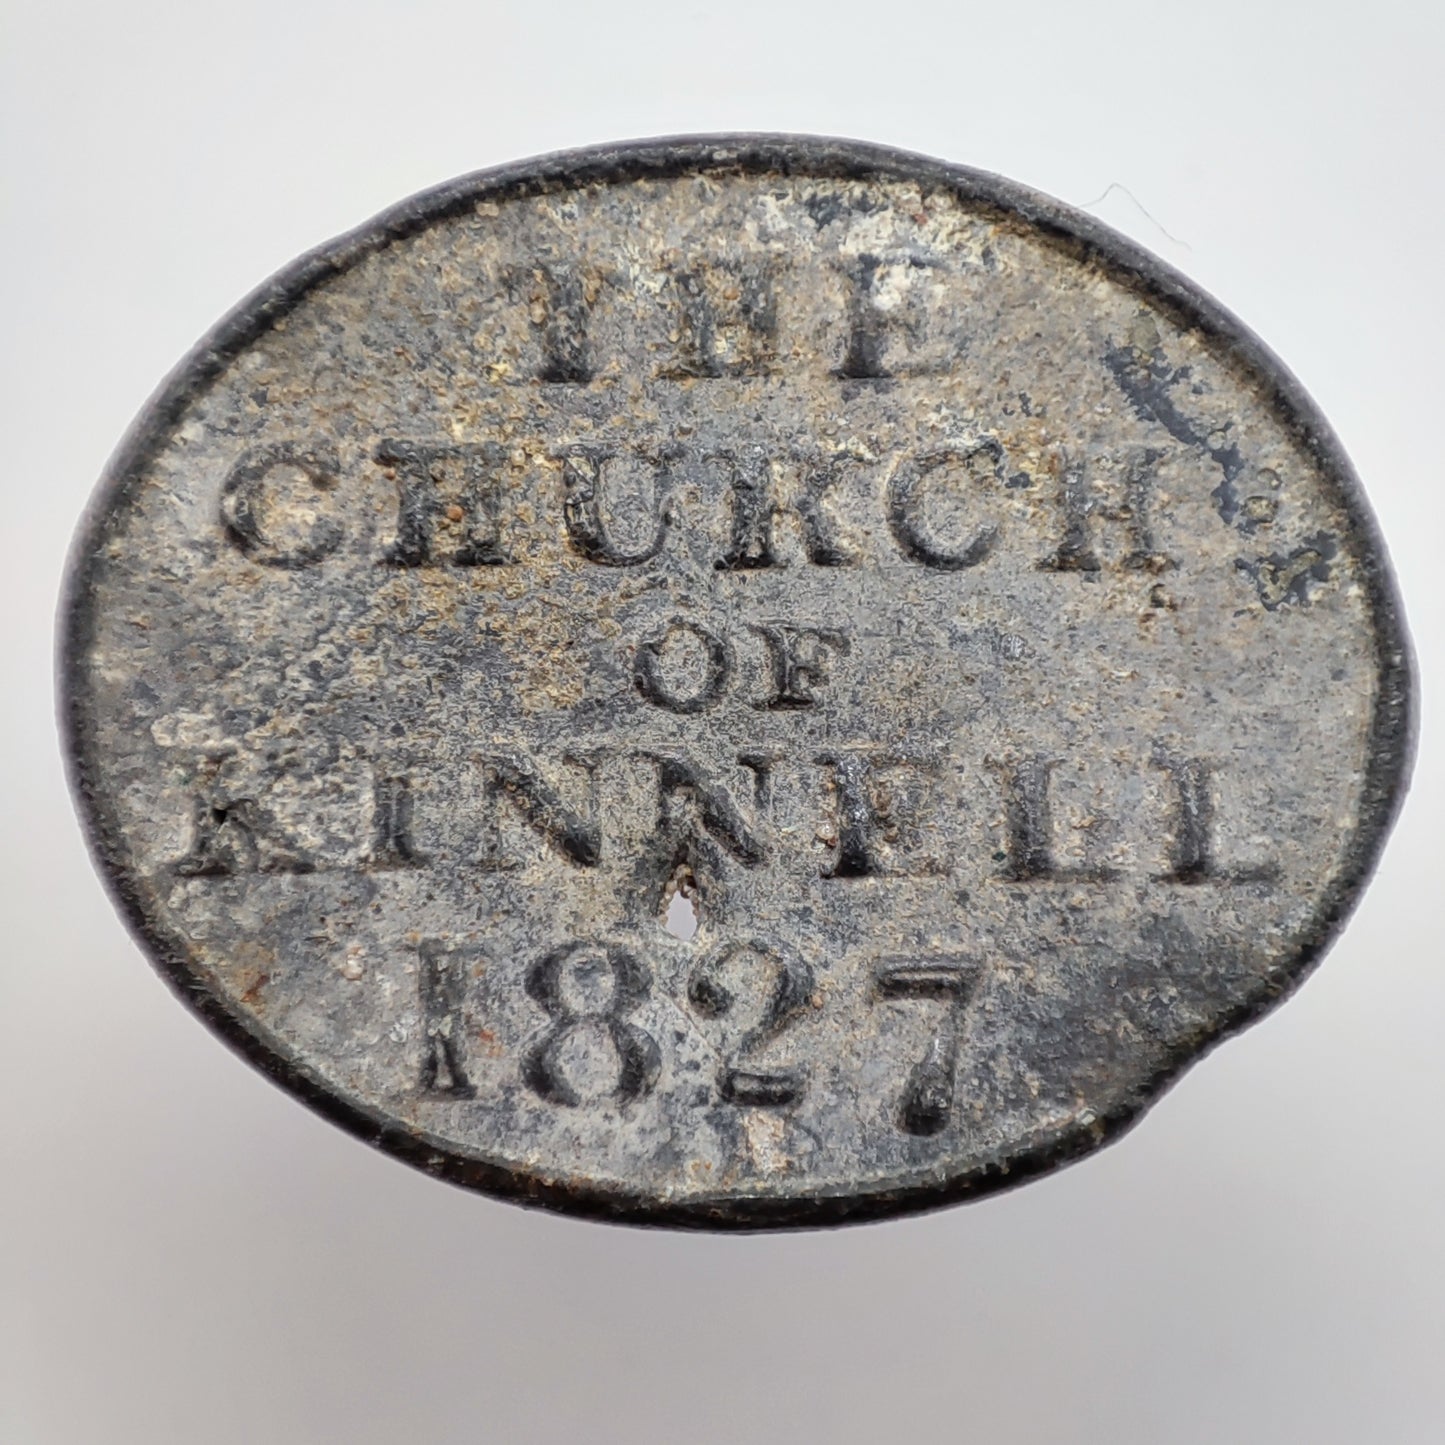 THE
CHURCH
OF
KINNELL
1827